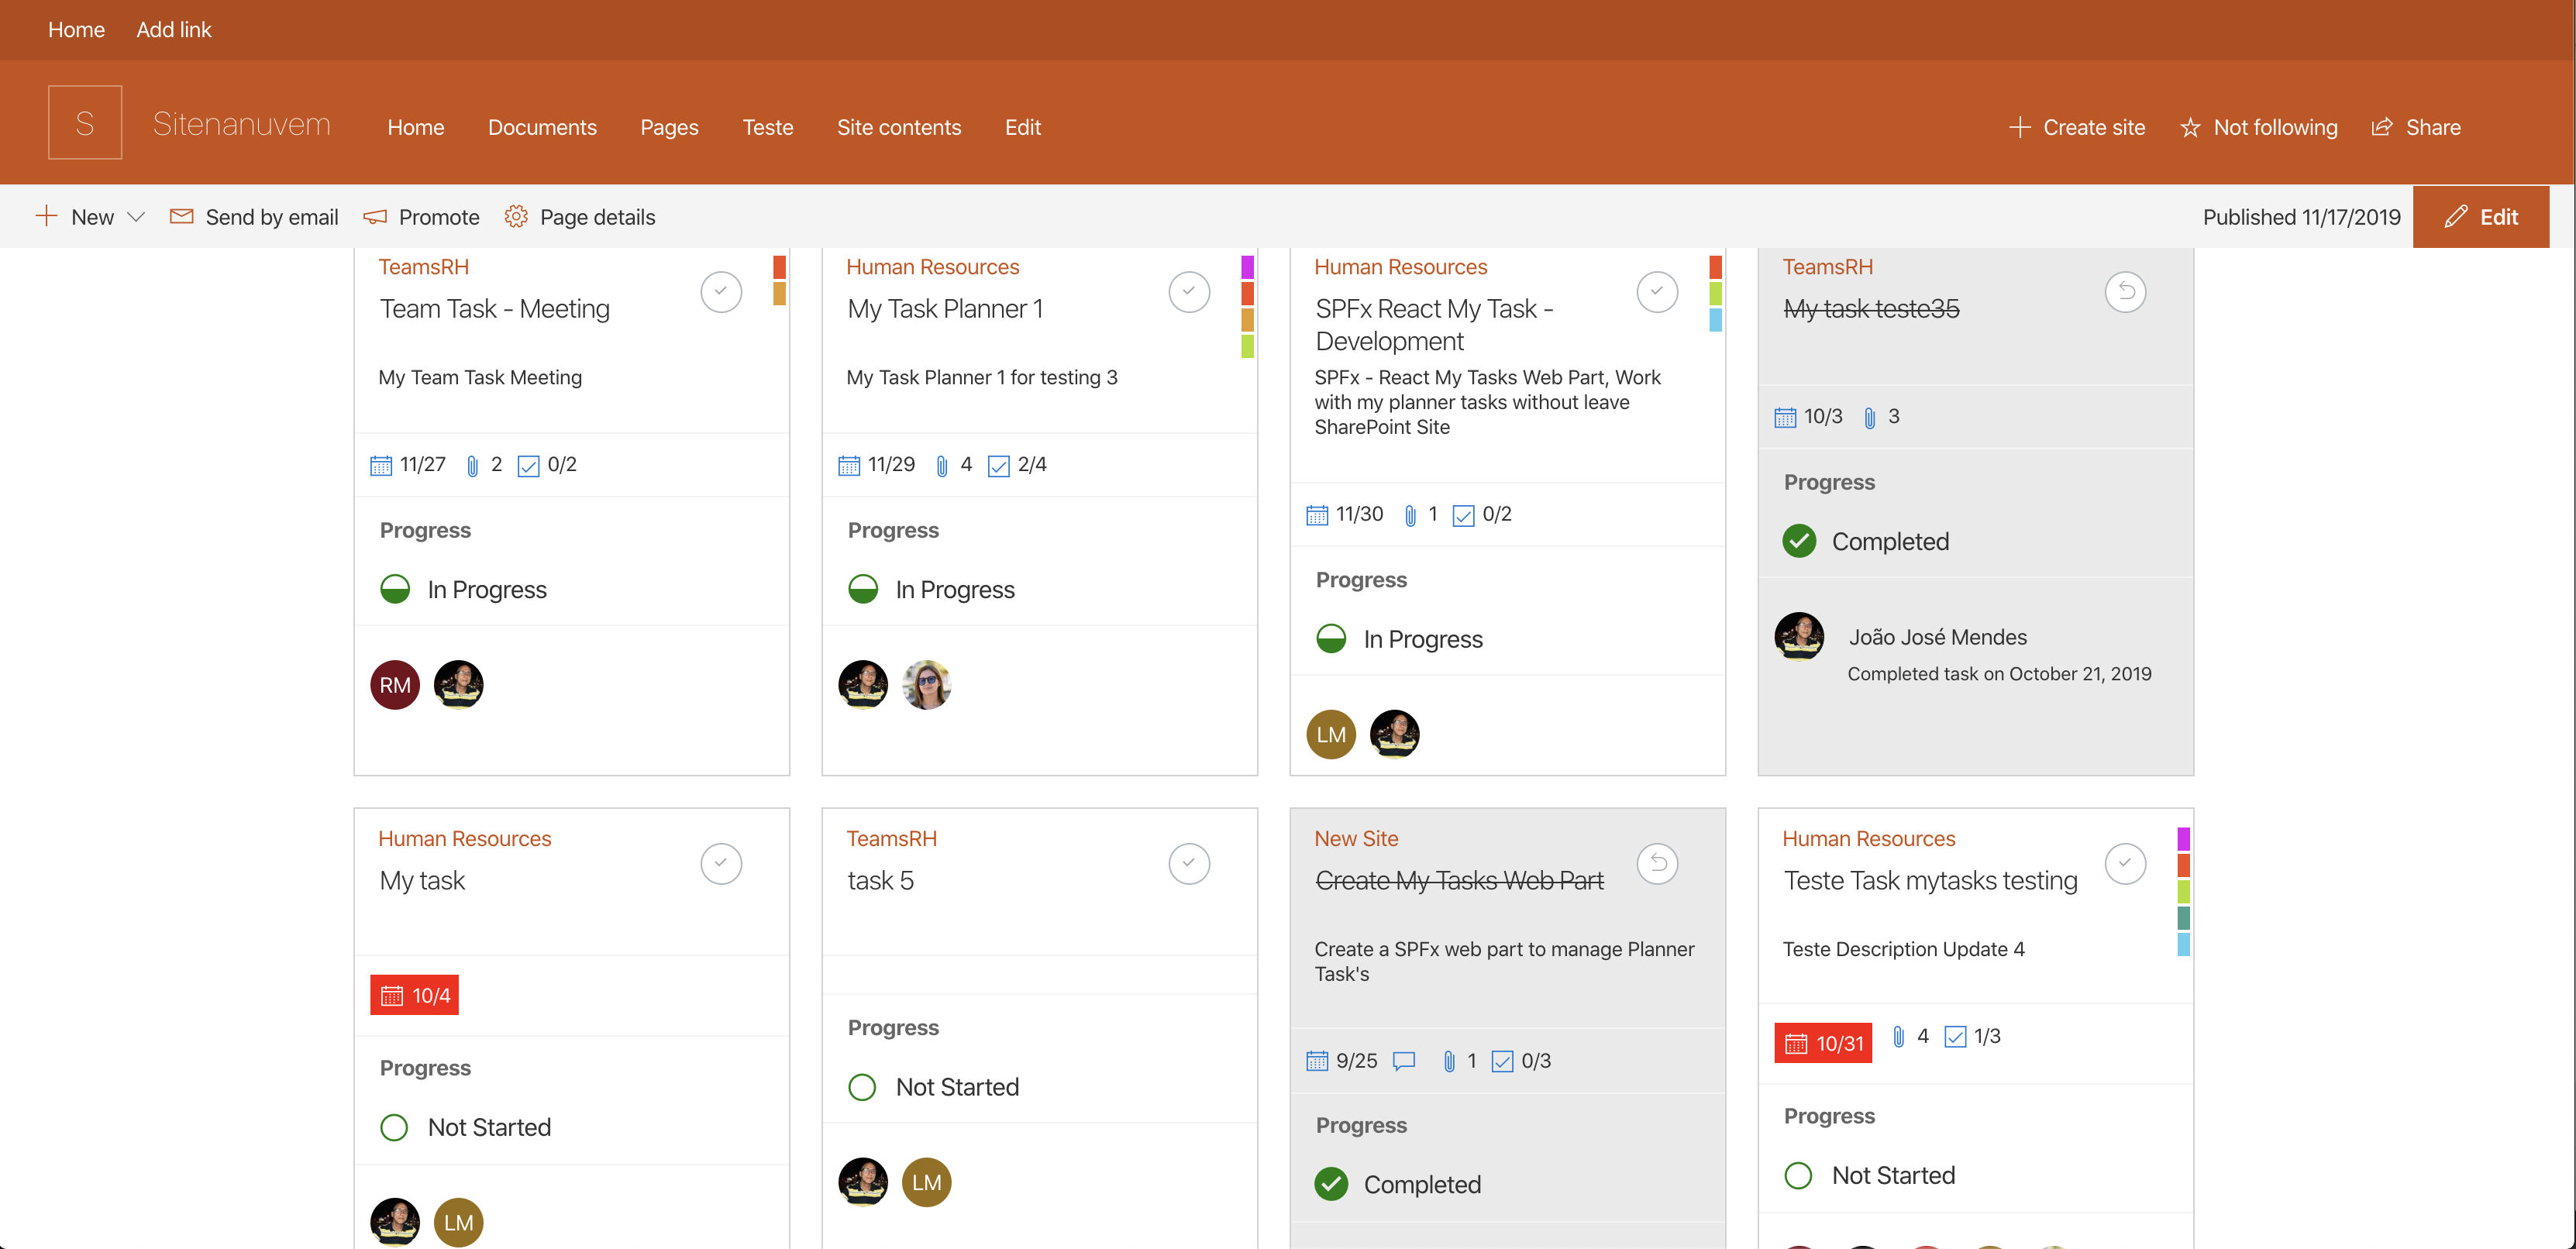 Home Add link
S Sitenanuvem Home Documents Pages Teste Site contents Edit Create site Not following Share
New Send by email Promote Page details Published 11/17/2019 Edit
TeamsRH
Team Task - Meeting
My Team Task Meeting
11/27 2 0/2
Progress
In Progress
RM
Human Resources
My Task Planner 1
My Task Planner 1 for testing 3
11/29 4 2/4
Progress
In Progress
Human Resources
SPFx React My Task -
Development
SPFx - React My Tasks Web Part, Work
with my planner tasks without leave
SharePoint Site
11/30 1 0/2
Progress
In Progress
LM
TeamsRH
My task teste35
10/3 3
Progress
Completed
João José Mendes
Completed task on October 21, 2019
Human Resources
My task
10/4
Progress
Not Started
LM
TeamsRH
task 5
Progress
Not Started
LM
New Site
Create My Tasks Web Part
Create a SPFx web part to manage Planner
Task's
9/25 1 0/3
Progress
Completed
Human Resources
Teste Task mytasks testing
Teste Description Update 4
10/31 4 1/3
Progress
Not Started